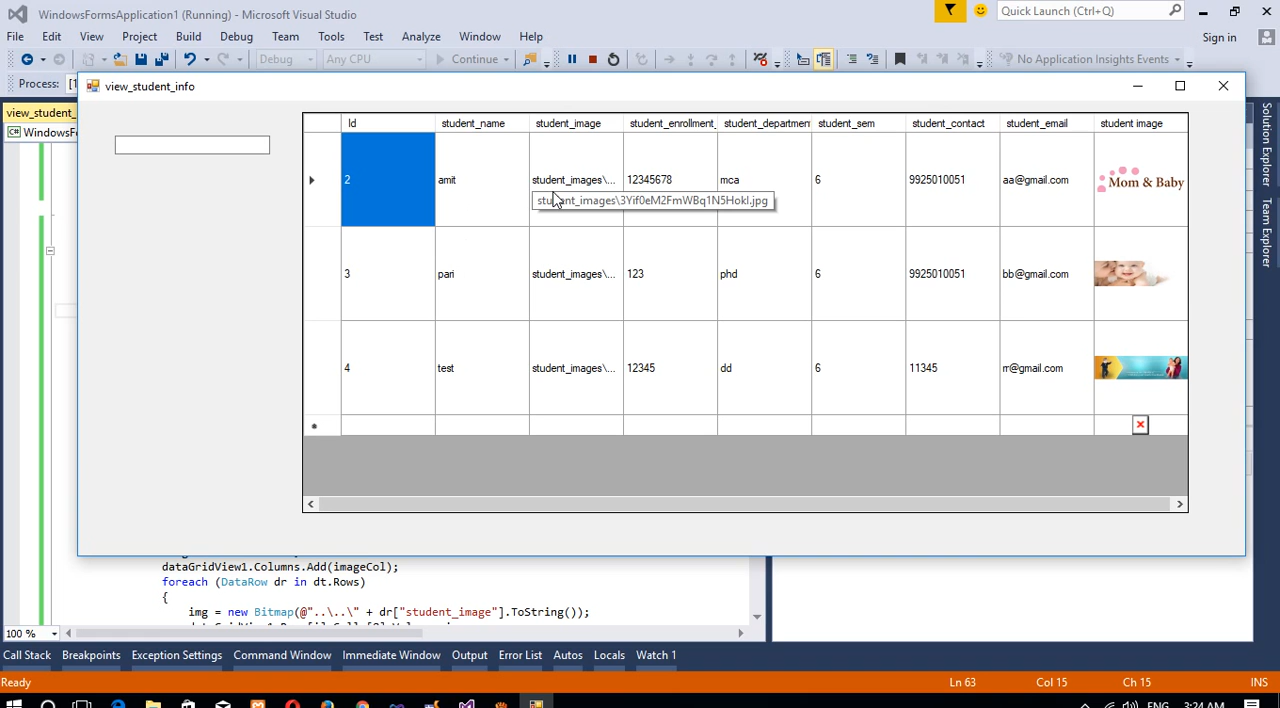 WindowsFormsApplication1 (Running) - Microsoft Visual Studio
Quick Launch (Ctrl+Q)
File Edit View Project Build Debug Team Tools Test Analyze Window Help
Sign in
Debug Any CPU Continue No Application Insights Events
Process: [1
view_student_info
view_student_
WindowsF
Id student_name student_image student_enrollment_ student_department student_sem student_contact student_email student image
2 amit student_images\... 12345678 mca 6 9925010051 aa@gmail.com Mom & Baby
student_images\3Yif0eM2FmWBq1N5Hokl.jpg
3 pari student_images\... 123 phd 6 9925010051 bb@gmail.com
4 test student_images\... 12345 dd 6 11345 rr@gmail.com
Solution Explorer
Team Explorer
dataGridView1.Columns.Add(imageCol);
foreach (DataRow dr in dt.Rows)
{
img = new Bitmap(@"..\..\" + dr["student_image"].ToString());
100 %
Call Stack Breakpoints Exception Settings Command Window Immediate Window Output Error List Autos Locals Watch 1
Ready Ln 63 Col 15 Ch 15 INS
ENG 3:24 AM